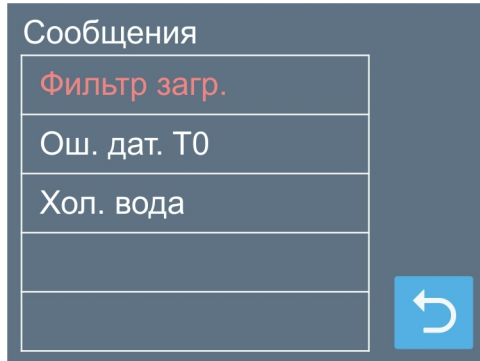 Сообщения
Фильтр загр.
Ош. дат. Т0
Хол. вода